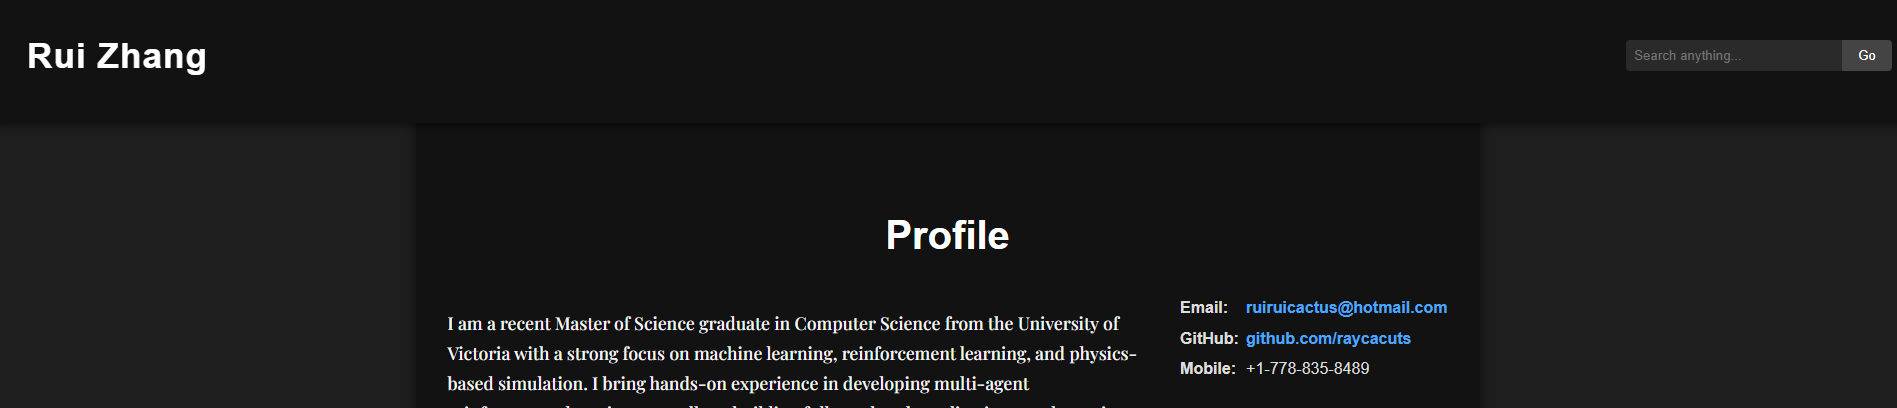 Rui Zhang
Search anything...
Go
Profile
I am a recent Master of Science graduate in Computer Science from the University of
Victoria with a strong focus on machine learning, reinforcement learning, and physics-
based simulation. I bring hands-on experience in developing multi-agent
Email: ruiruicactus@hotmail.com
GitHub: github.com/raycacuts
Mobile: +1-778-835-8489